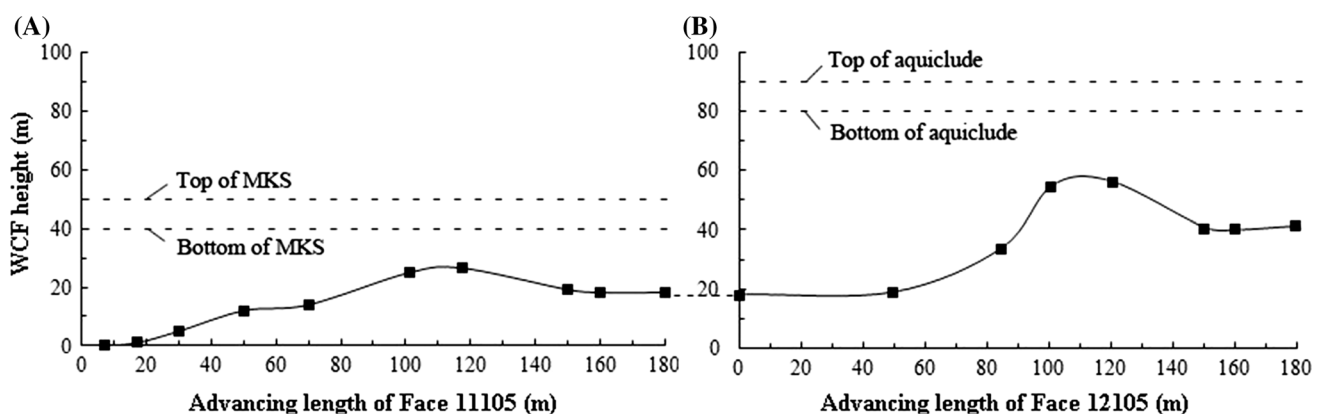 (A)
100
80
60
40
20
0
WCF height (m)
Top of MKS
Bottom of MKS
0 20 40 60 80 100 120 140 160 180
Advancing length of Face 11105 (m)
(B)
100
80
60
40
20
0
Top of aquiclude
Bottom of aquiclude
0 20 40 60 80 100 120 140 160 180
Advancing length of Face 12105 (m)